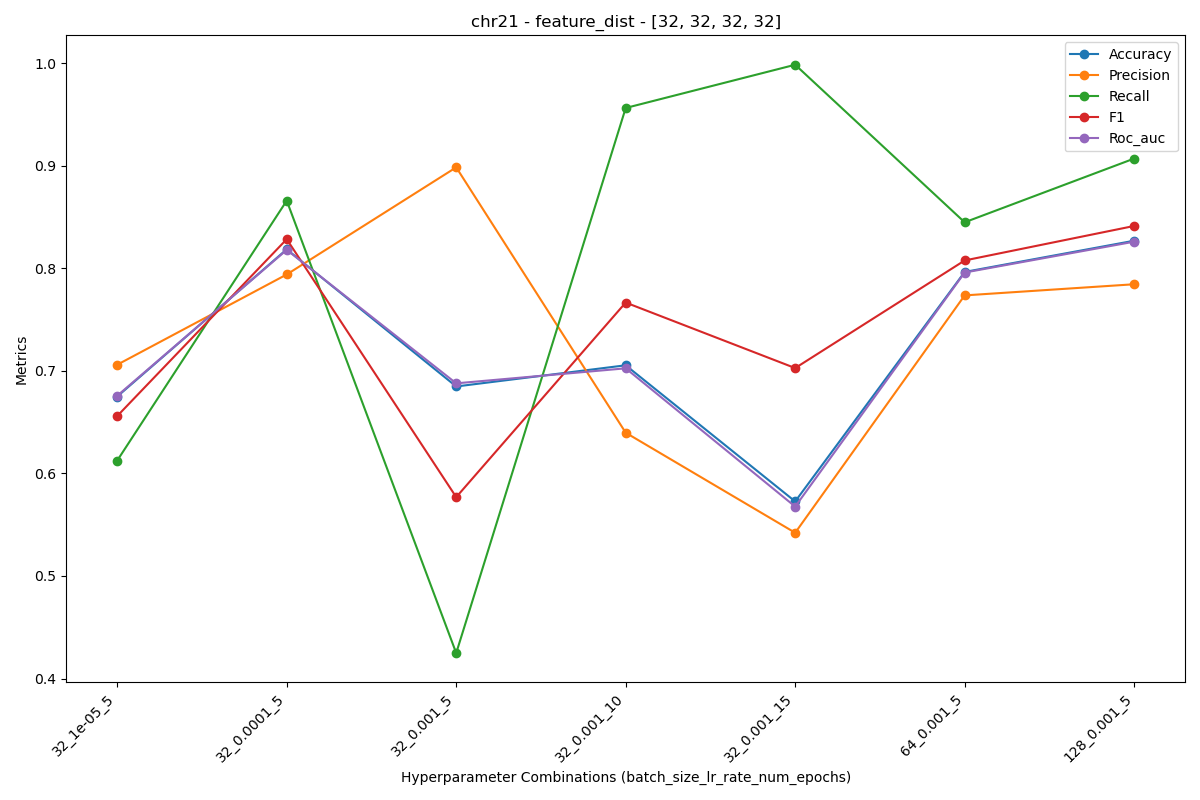 chr21 - feature_dist - [32, 32, 32, 32]
1.0
0.9
0.8
0.7
0.6
0.5
0.4
Metrics
Accuracy
Precision
Recall
F1
Roc_auc
32_1e-05_5
32_0.0001_5
32_0.001_5
32_0.001_10
32_0.001_15
64_0.001_5
128_0.001_5
Hyperparameter Combinations (batch_size_lr_rate_num_epochs)